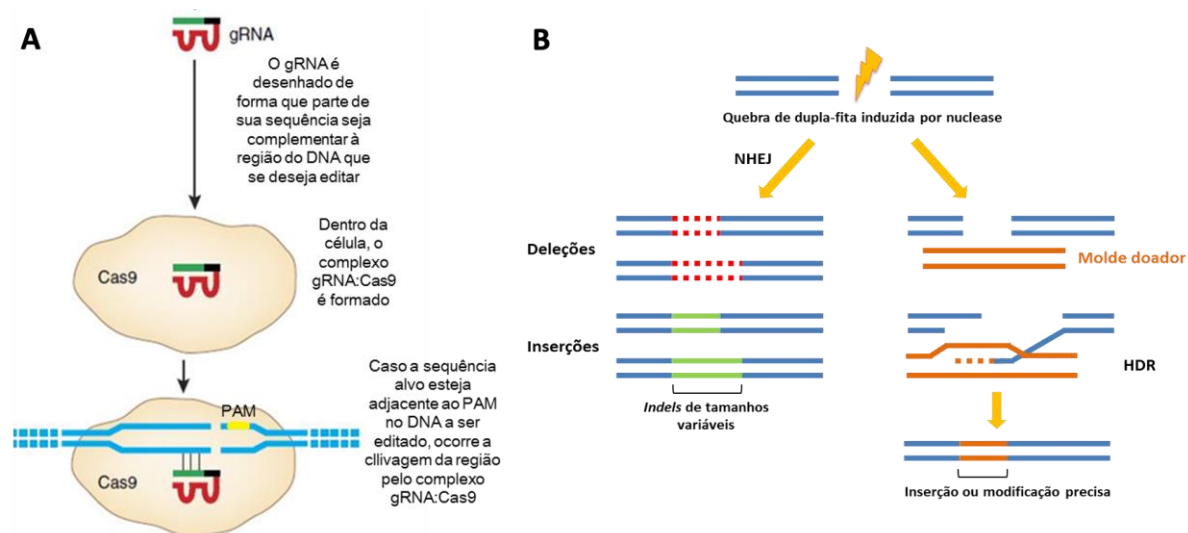 A
gRNA
O gRNA é
desenhado de
forma que parte de
sua sequência seja
complementar à
região do DNA que
se deseja editar
Cas9
Dentro da
célula, o
complexo
gRNA:Cas9
é formado
PAM
Cas9
Caso a sequência
alvo esteja
adjacente ao PAM
no DNA a ser
editado, ocorre a
cllivagem da região
pelo complexo
gRNA:Cas9
B
Quebra de dupla-fita induzida por nuclease
NHEJ
Deleções
Molde doador
Inserções
HDR
Indels de tamanhos
variáveis
Inserção ou modificação precisa